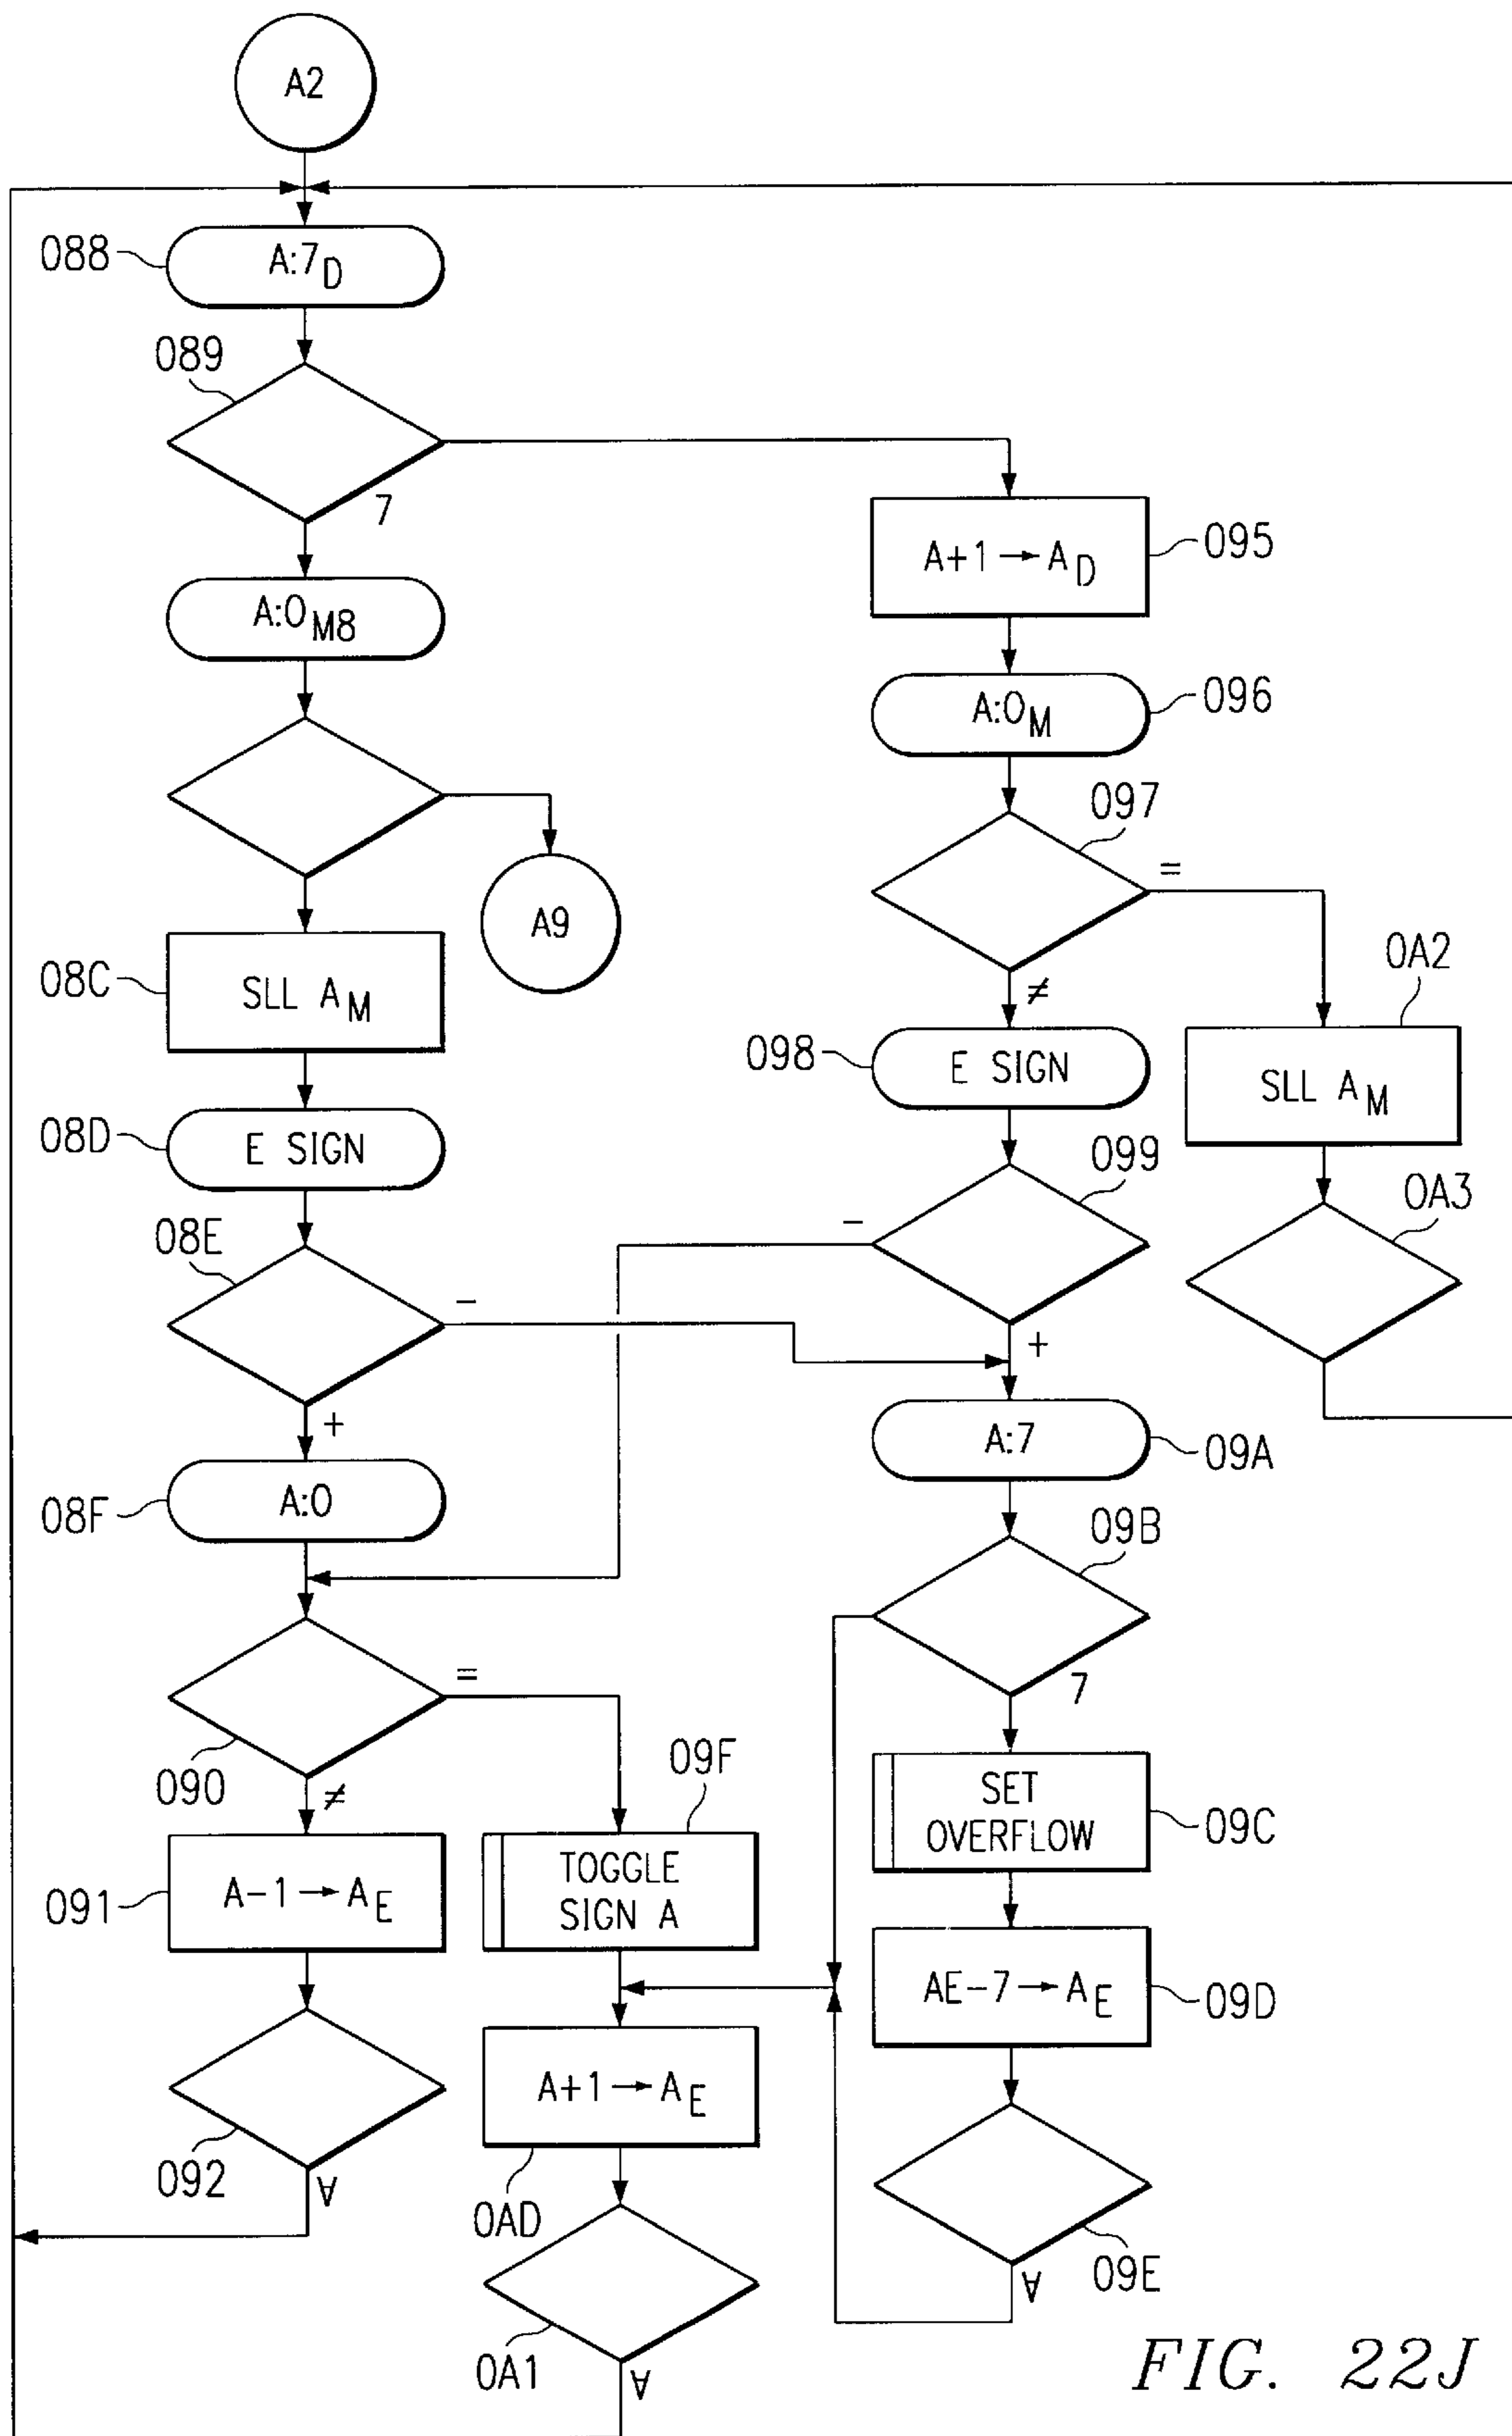 A2
088
A:7D
089
7
A+1→AD
095
A:0M8
A:0M
096
097
=
A9
≠
0A2
08C
SLL AM
098
E SIGN
SLL AM
08D
E SIGN
099
0A3
08E
−
−
+
+
A:7
09A
08F
A:0
09B
=
7
090
≠
09F
SET
OVERFLOW
09C
091
A−1→AE
TOGGLE
SIGN A
AE−7→AE
09D
A+1→AE
092
∀
0AD
09E
∀
0A1
∀
FIG. 22J